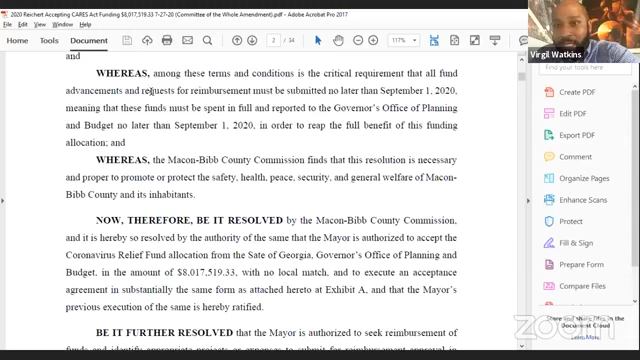 2020 Reichert Accepting CARES Act Funding $8,017,519.33 7-27-20 (Committee of the Whole Amendment).pdf - Adobe Acrobat Pro 2017
Home Tools Document
2 / 34
117%
Virgil Watkins
Create PDF
Edit PDF
Export PDF
Comment
Organize Pages
Enhance Scans
Protect
Fill & Sign
Prepare Form
Compare Files
Store and share files in the
Document Cloud
Learn More
zoom
and
WHEREAS, among these terms and conditions is the critical requirement that all fund
advancements and requests for reimbursement must be submitted no later than September 1, 2020,
meaning that these funds must be spent in full and reported to the Governor's Office of Planning
and Budget no later than September 1, 2020, in order to reap the full benefit of this funding
allocation; and
WHEREAS, the Macon-Bibb County Commission finds that this resolution is necessary
and proper to promote or protect the safety, health, peace, security, and general welfare of Macon-
Bibb County and its inhabitants.
NOW, THEREFORE, BE IT RESOLVED by the Macon-Bibb County Commission,
and it is hereby so resolved by the authority of the same that the Mayor is authorized to accept the
Coronavirus Relief Fund allocation from the Sate of Georgia, Governor's Office of Planning and
Budget, in the amount of $8,017,519.33, with no local match, and to execute an acceptance
agreement in substantially the same form as attached hereto at Exhibit A, and that the Mayor's
previous execution of the same is hereby ratified.
BE IT FURTHER RESOLVED that the Mayor is authorized to seek reimbursement of
funds and identify appropriate projects or expenses to submit for reimbursement approval in